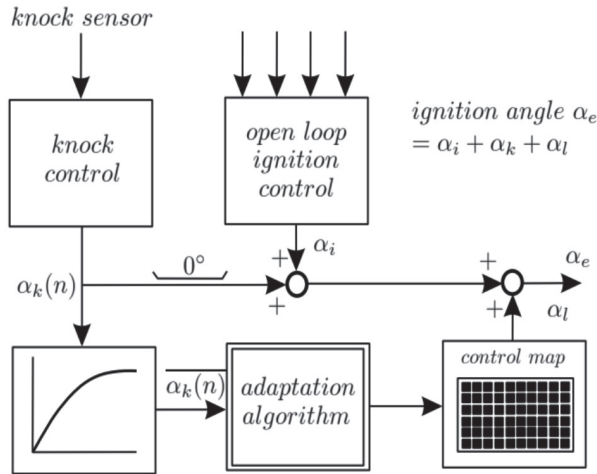 knock sensor
knock
control
open loop
ignition
control
ignition angle αₑ
= αᵢ + αₖ + αₗ
αᵢ
+
0°
+
αₖ(n)
+
+
αₑ
αₗ
αₖ(n)
adaptation
algorithm
control map